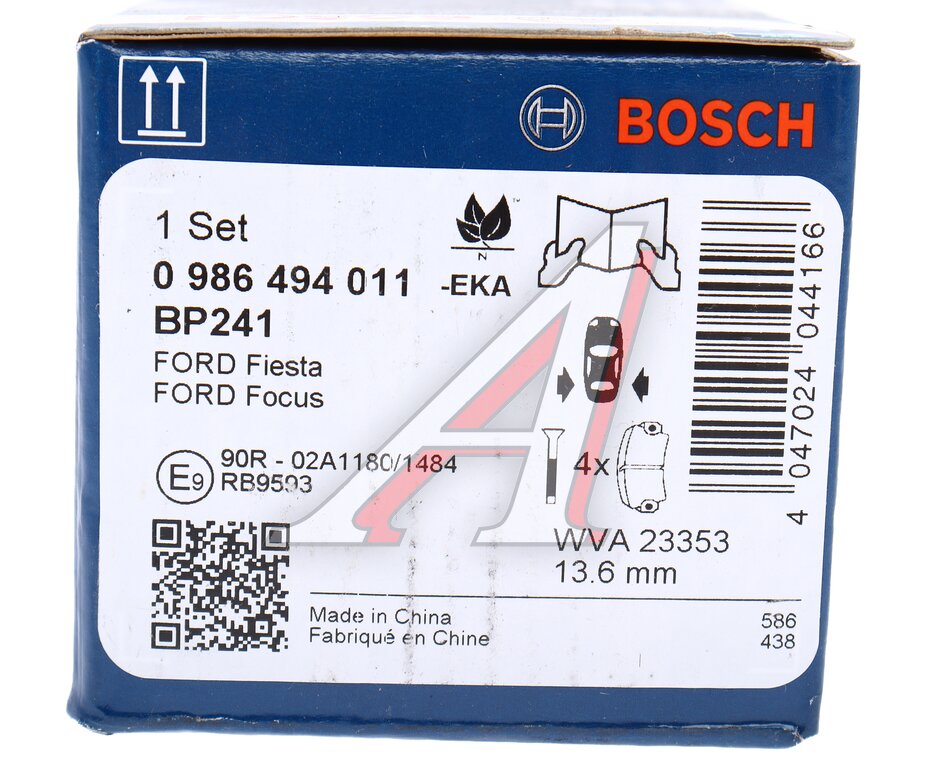 BOSCH
1 Set
0 986 494 011 -EKA
BP241
FORD Fiesta
FORD Focus
N
E9
90R - 02A1180/1484
RB9593
4x
WVA 23353
13.6 mm
4 047024 044166
Made in China
Fabriqué en Chine
586
438